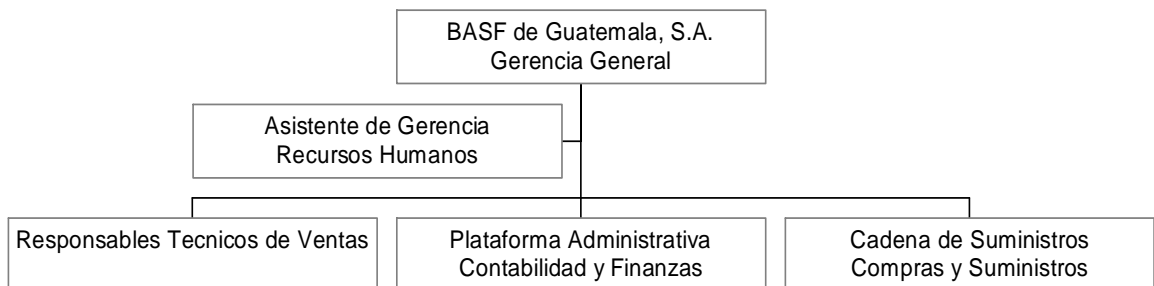 BASF de Guatemala, S.A.
Gerencia General
Asistente de Gerencia
Recursos Humanos
Responsables Tecnicos de Ventas
Plataforma Administrativa
Contabilidad y Finanzas
Cadena de Suministros
Compras y Suministros